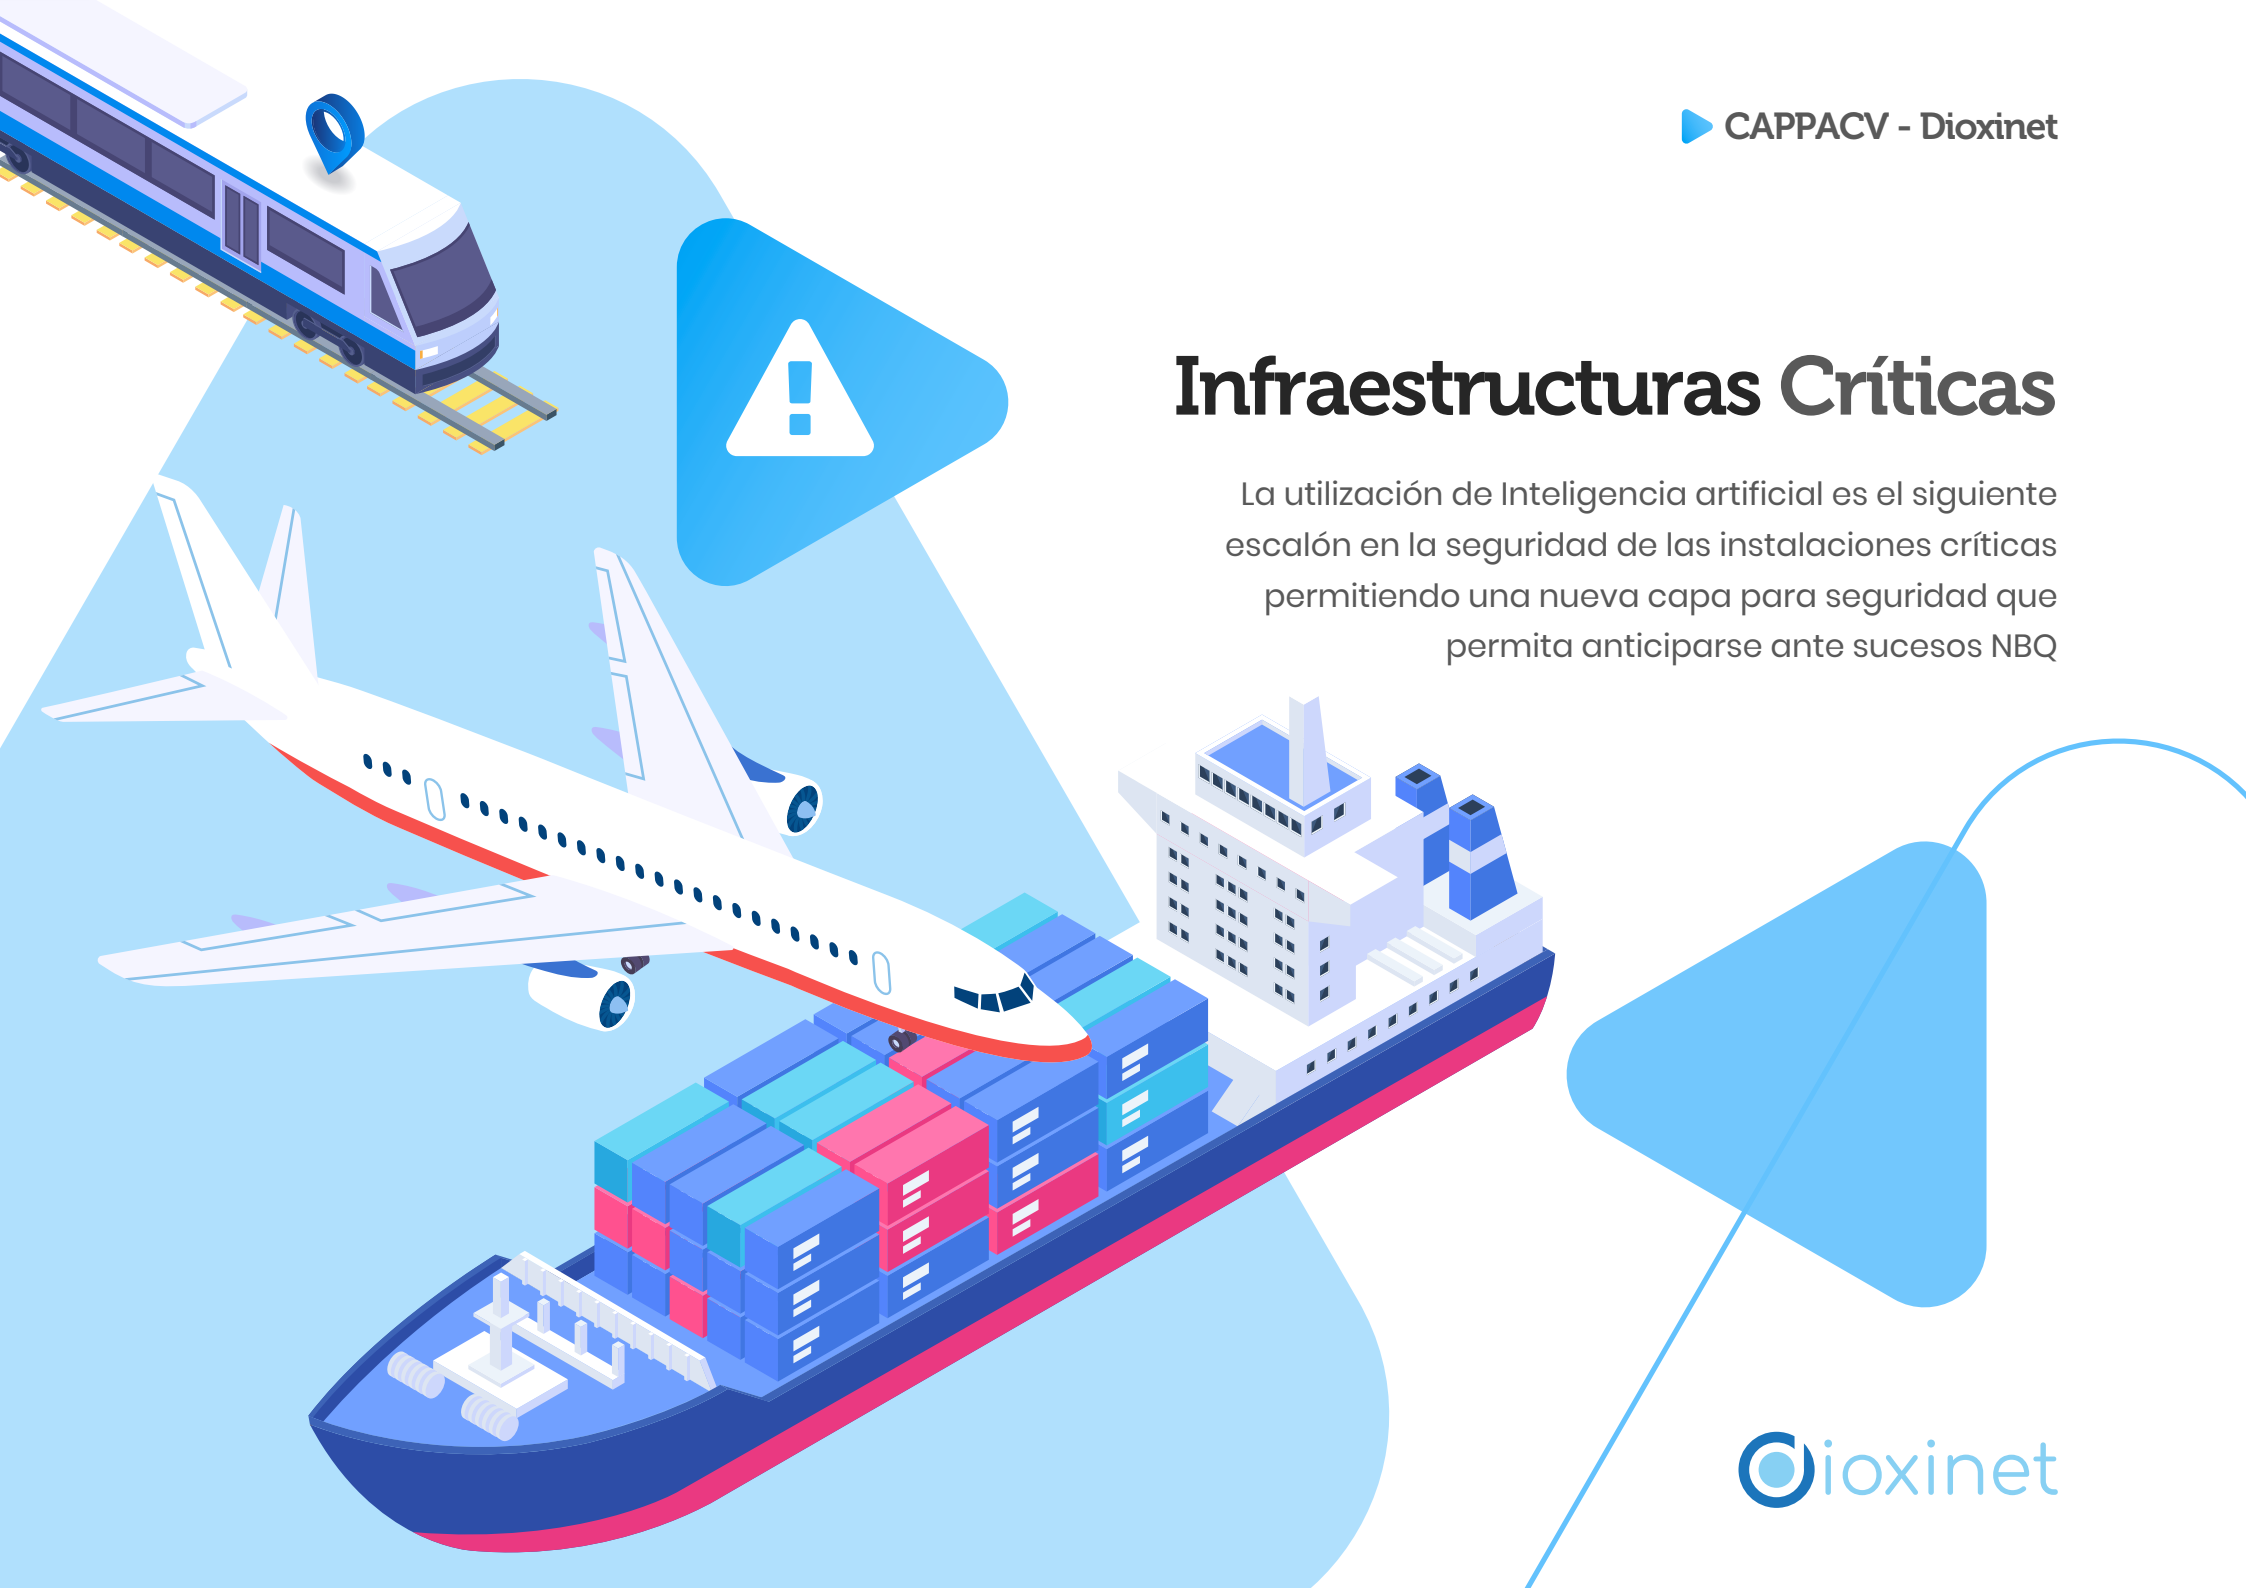 CAPPACV - Dioxinet
Infraestructuras Críticas
La utilización de Inteligencia artificial es el siguiente
escalón en la seguridad de las instalaciones críticas
permitiendo una nueva capa para seguridad que
permita anticiparse ante sucesos NBQ
dioxinet